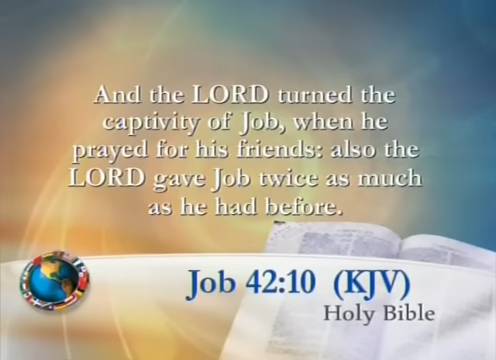 And the LORD turned the
captivity of Job, when he
prayed for his friends: also the
LORD gave Job twice as much
as he had before.
Job 42:10 (KJV)
Holy Bible